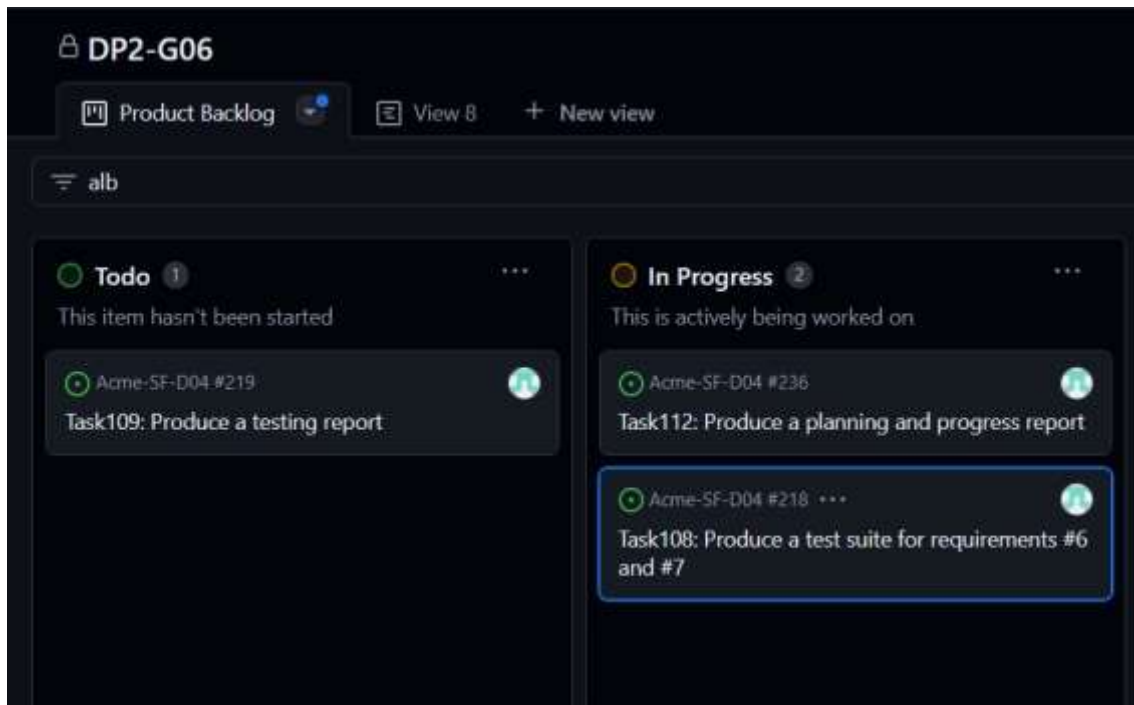 DP2-G06
Product Backlog
View 8
+ New view
alb
Todo 1
This item hasn't been started
Acme-SF-D04 #219
Task109: Produce a testing report
In Progress 2
This is actively being worked on
Acme-SF-D04 #236
Task112: Produce a planning and progress report
Acme-SF-D04 #218 ···
Task108: Produce a test suite for requirements #6
and #7